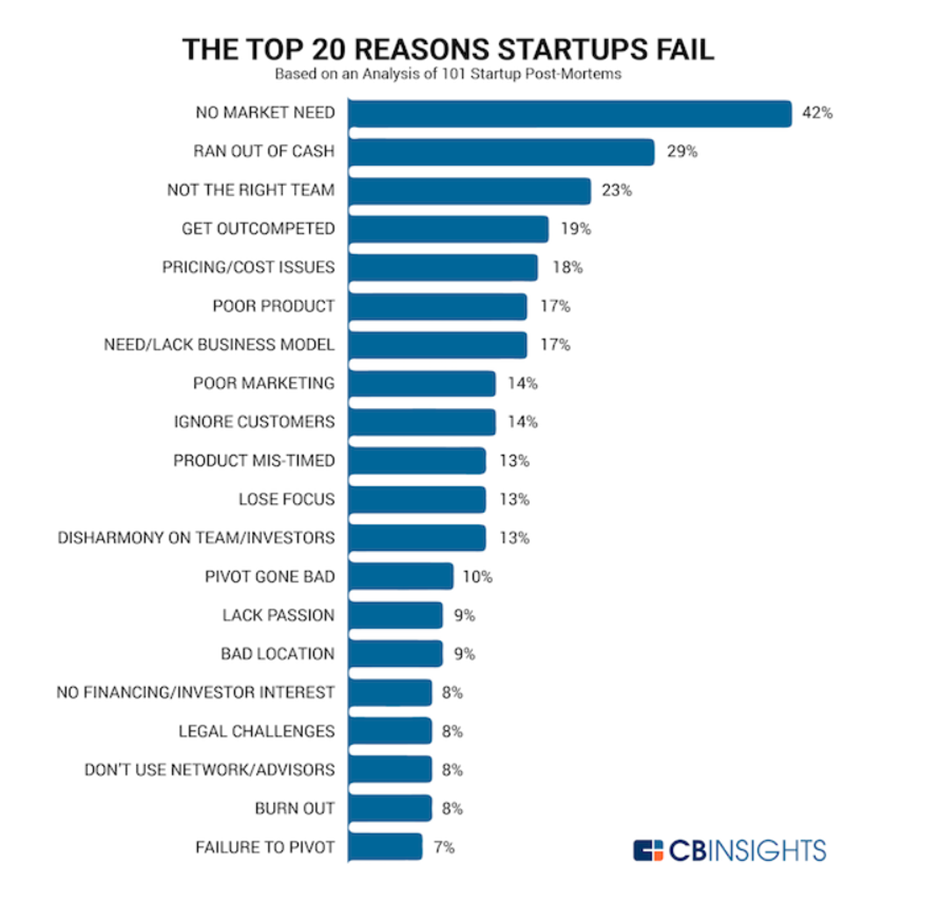 THE TOP 20 REASONS STARTUPS FAIL
Based on an Analysis of 101 Startup Post-Mortems
NO MARKET NEED 42%
RAN OUT OF CASH 29%
NOT THE RIGHT TEAM 23%
GET OUTCOMPETED 19%
PRICING/COST ISSUES 18%
POOR PRODUCT 17%
NEED/LACK BUSINESS MODEL 17%
POOR MARKETING 14%
IGNORE CUSTOMERS 14%
PRODUCT MIS-TIMED 13%
LOSE FOCUS 13%
DISHARMONY ON TEAM/INVESTORS 13%
PIVOT GONE BAD 10%
LACK PASSION 9%
BAD LOCATION 9%
NO FINANCING/INVESTOR INTEREST 8%
LEGAL CHALLENGES 8%
DON'T USE NETWORK/ADVISORS 8%
BURN OUT 8%
FAILURE TO PIVOT 7%
CBINSIGHTS